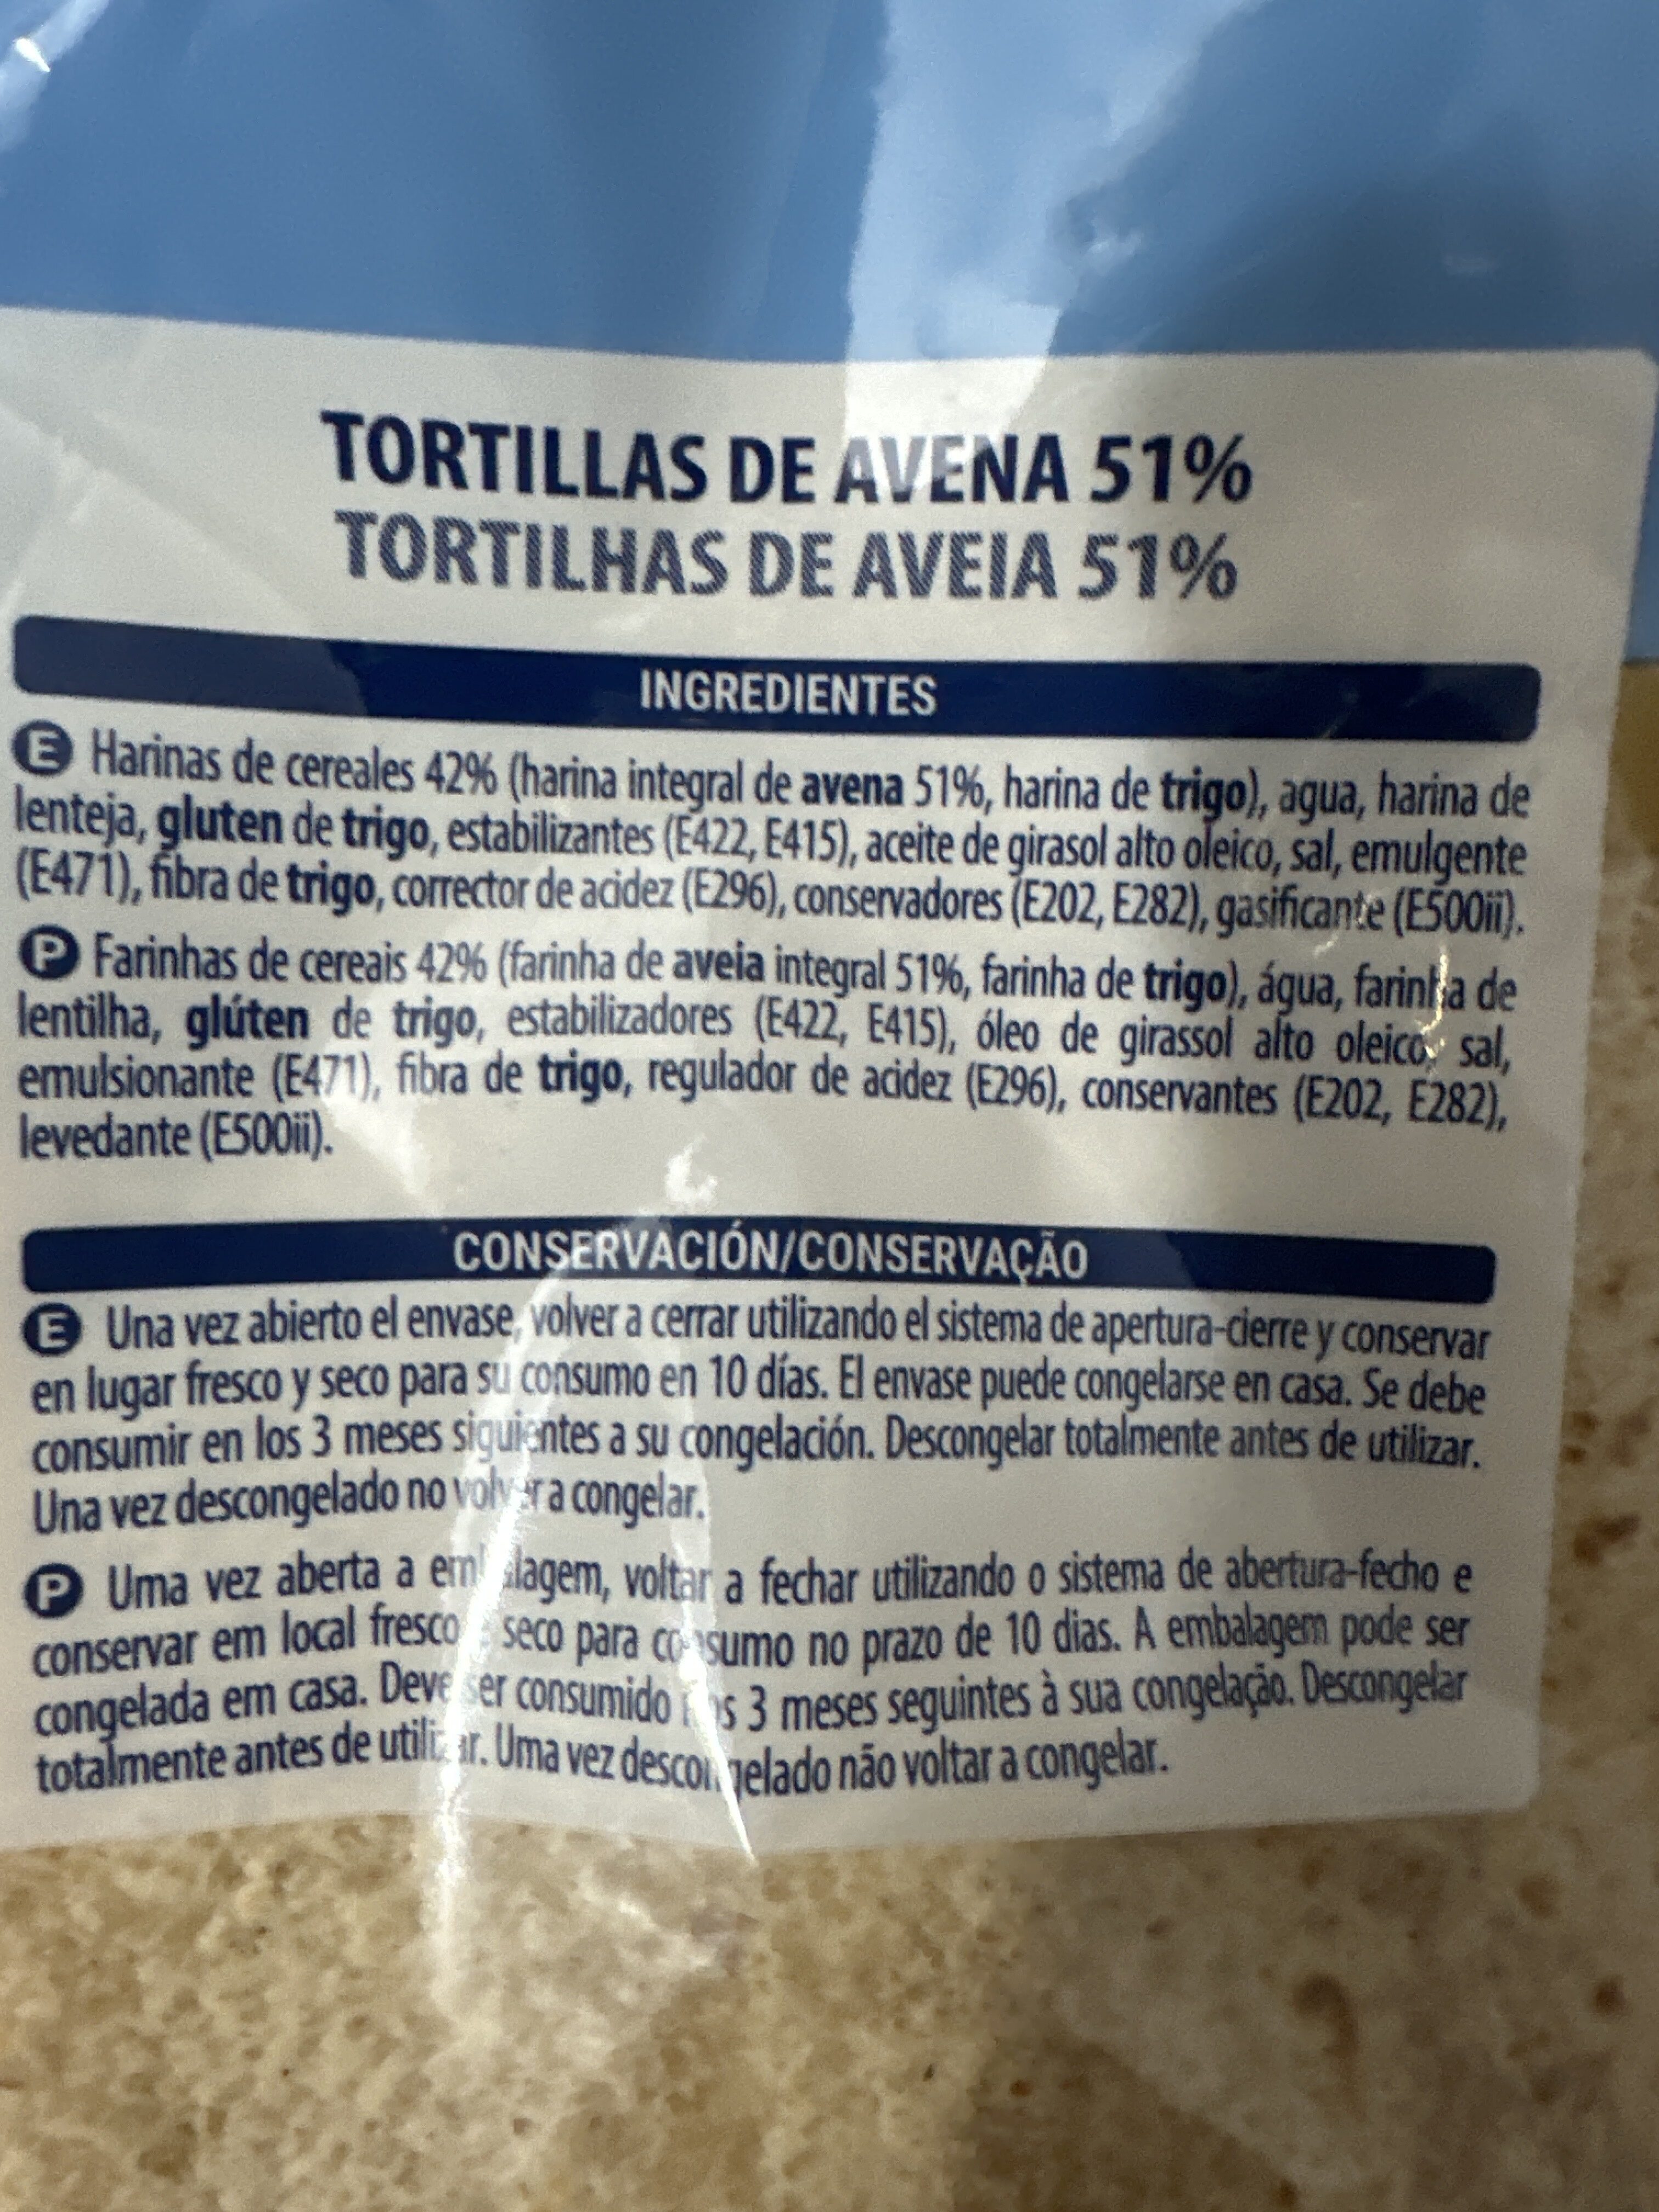 TORTILLAS DE AVENA 51%
TORTILHAS DE AVEIA 51%
INGREDIENTES
E Harinas de cereales 42% (harina integral de avena 51%, harina de trigo), agua, harina de
lenteja, gluten de trigo, estabilizantes (E422, E415), aceite de girasol alto oleico, sal, emulgente
(E471), fibra de trigo, corrector de acidez (E296), conservadores (E202, E282), gasificante (E500ii).
P Farinhas de cereais 42% (farinha de aveia integral 51%, farinha de trigo), água, farinha de
lentilha, glúten de trigo, estabilizadores (E422, E415), óleo de girassol alto oleico, sal,
emulsionante (E471), fibra de trigo, regulador de acidez (E296), conservantes (E202, E282),
levedante (E500ii).
CONSERVACIÓN/CONSERVAÇÃO
E Una vez abierto el envase, volver a cerrar utilizando el sistema de apertura-cierre y conservar
en lugar fresco y seco para su consumo en 10 días. El envase puede congelarse en casa. Se debe
consumir en los 3 meses siguientes a su congelación. Descongelar totalmente antes de utilizar.
Una vez descongelado no volver a congelar.
P Uma vez aberta a embalagem, voltar a fechar utilizando o sistema de abertura-fecho e
conservar em local fresco e seco para consumo no prazo de 10 dias. A embalagem pode ser
congelada em casa. Deve ser consumido nos 3 meses seguintes à sua congelação. Descongelar
totalmente antes de utilizar. Uma vez descongelado não voltar a congelar.